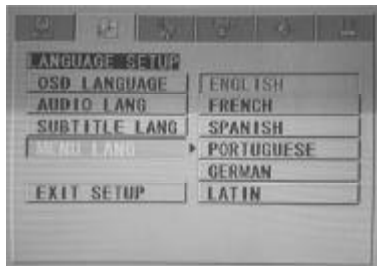 LANGUAGE SETUP
OSD LANGUAGE
AUDIO LANG
SUBTITLE LANG
MENU LANG
EXIT SETUP
ENGLISH
FRENCH
SPANISH
PORTUGUESE
GERMAN
LATIN